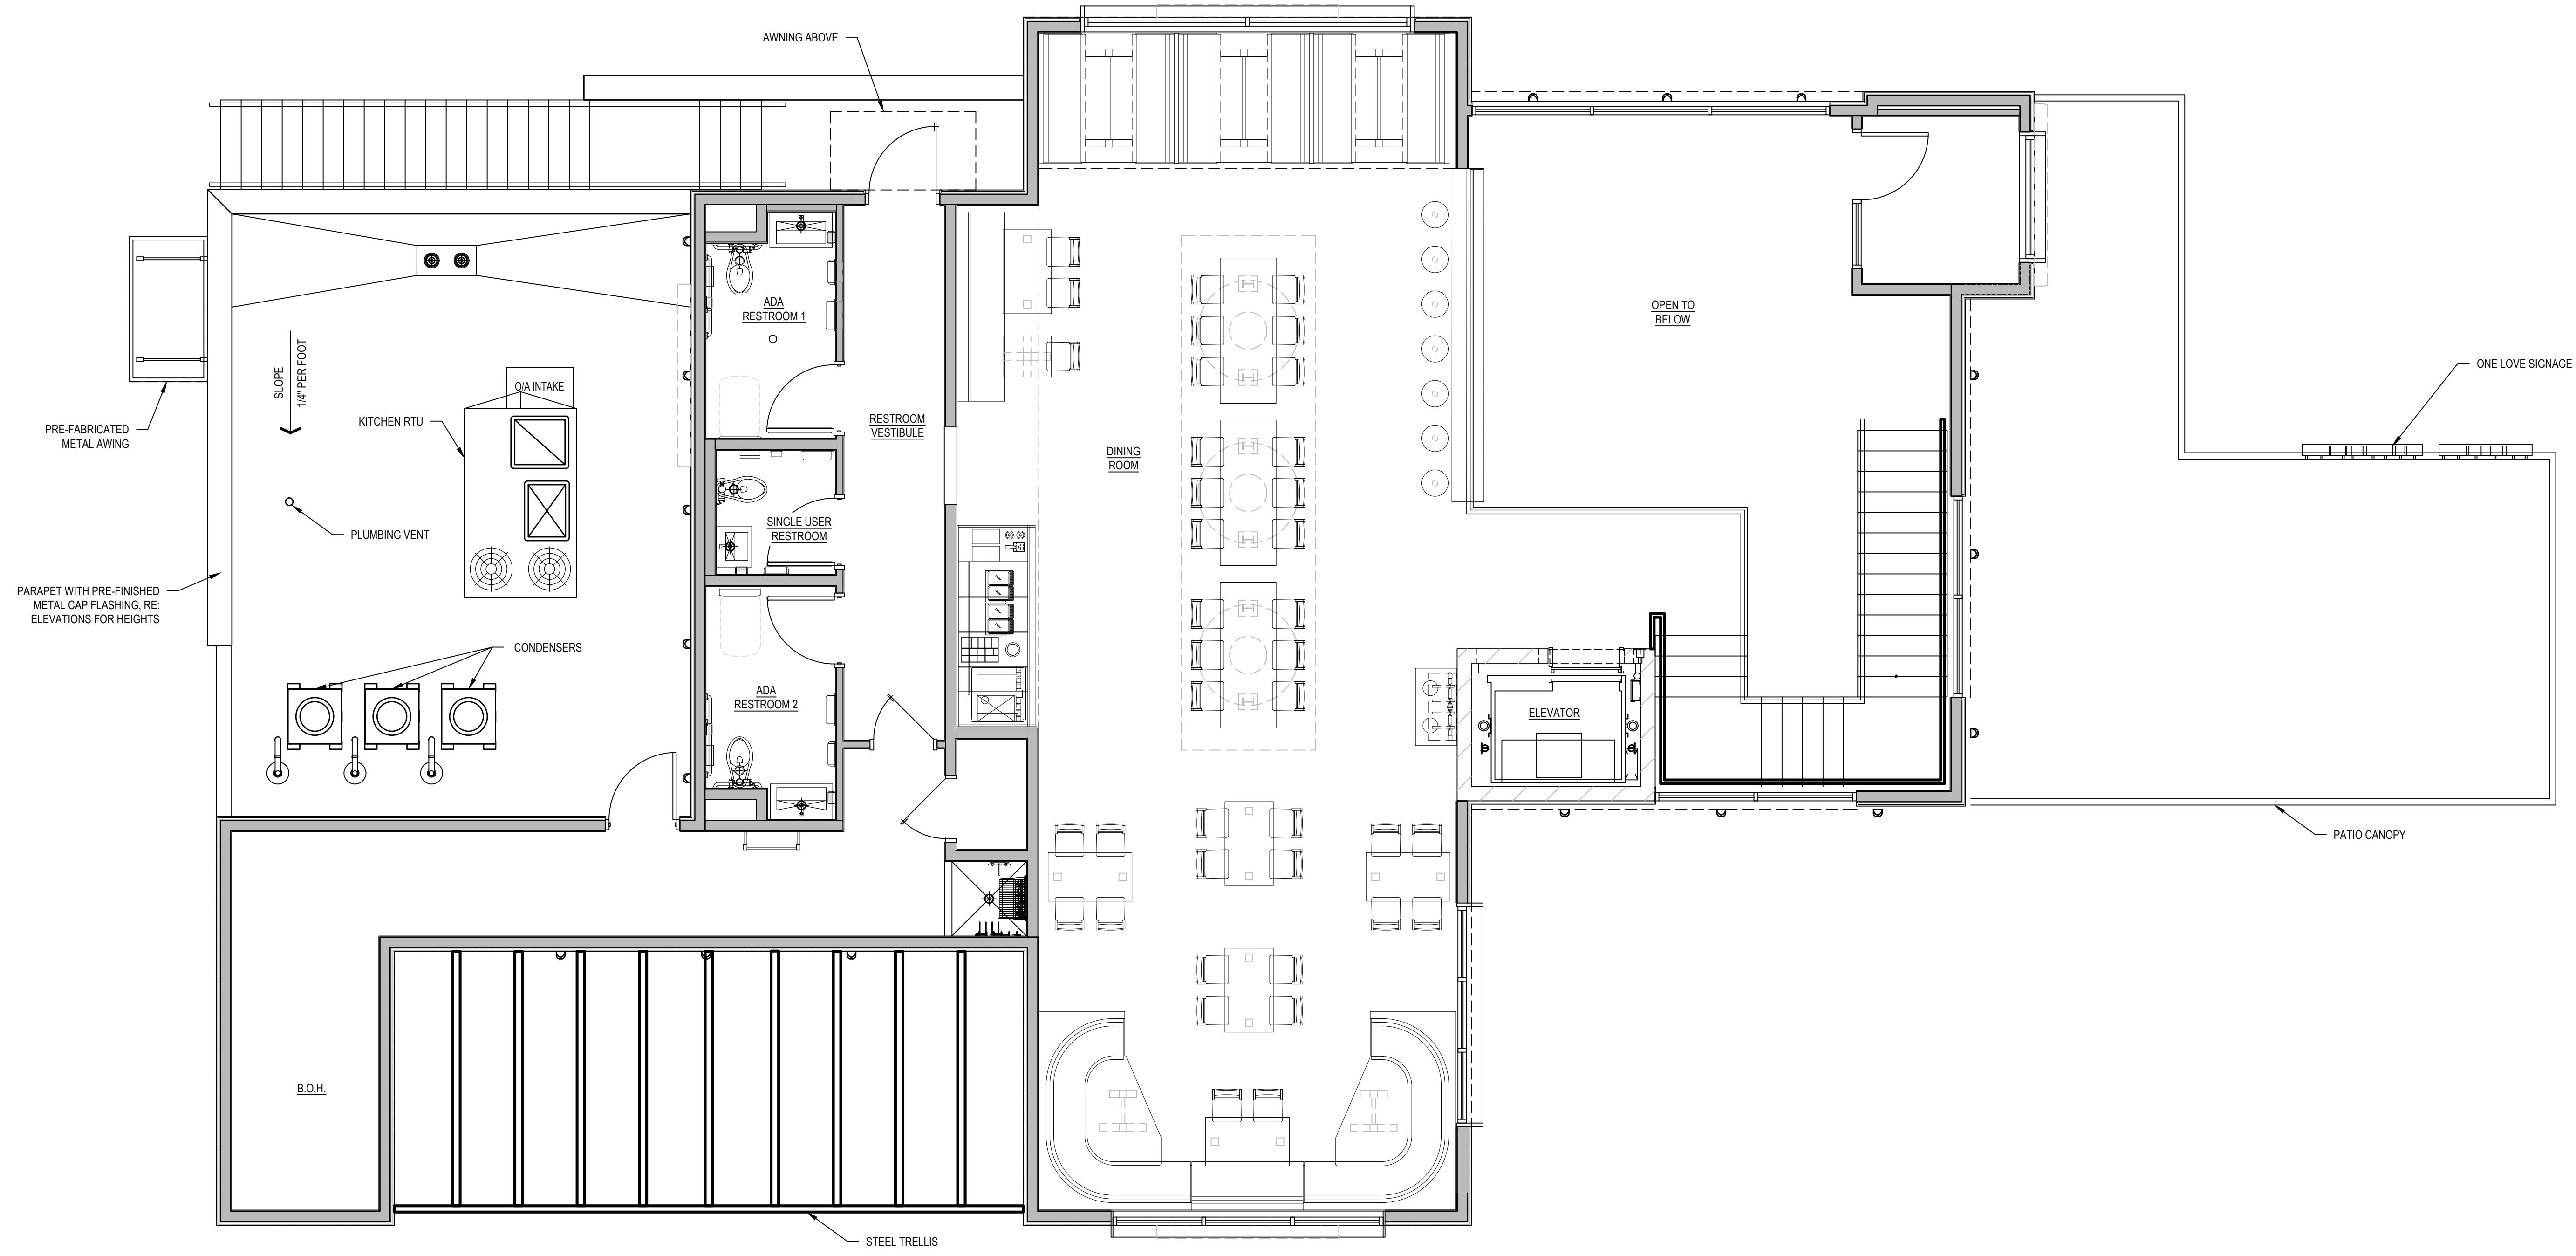 AWNING ABOVE
ADA
RESTROOM 1
OPEN TO
BELOW
SLOPE
1/4" PER FOOT
O/A INTAKE
ONE LOVE SIGNAGE
KITCHEN RTU
RESTROOM
VESTIBULE
PRE-FABRICATED
METAL AWING
DINING
ROOM
SINGLE USER
RESTROOM
PLUMBING VENT
PARAPET WITH PRE-FINISHED
METAL CAP FLASHING, RE:
ELEVATIONS FOR HEIGHTS
CONDENSERS
ADA
RESTROOM 2
ELEVATOR
PATIO CANOPY
B.O.H.
STEEL TRELLIS